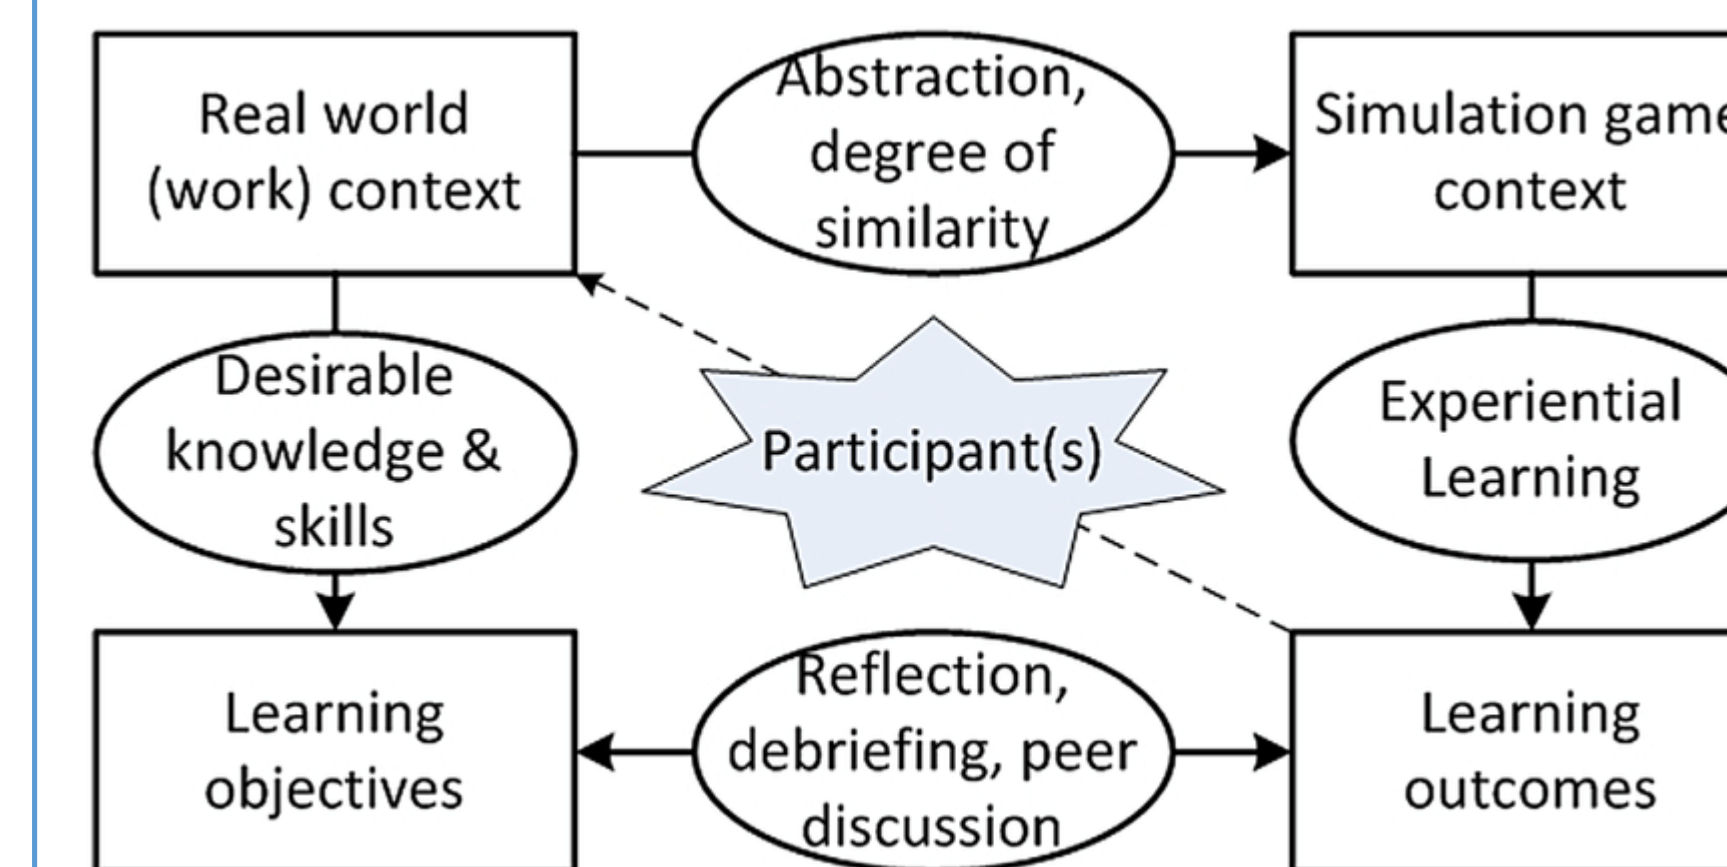 Real world
(work) context
Abstraction,
degree of
similarity
Simulation game
context
Desirable
knowledge &
skills
Participant(s)
Experiential
Learning
Learning
objectives
Reflection,
debriefing, peer
discussion
Learning
outcomes